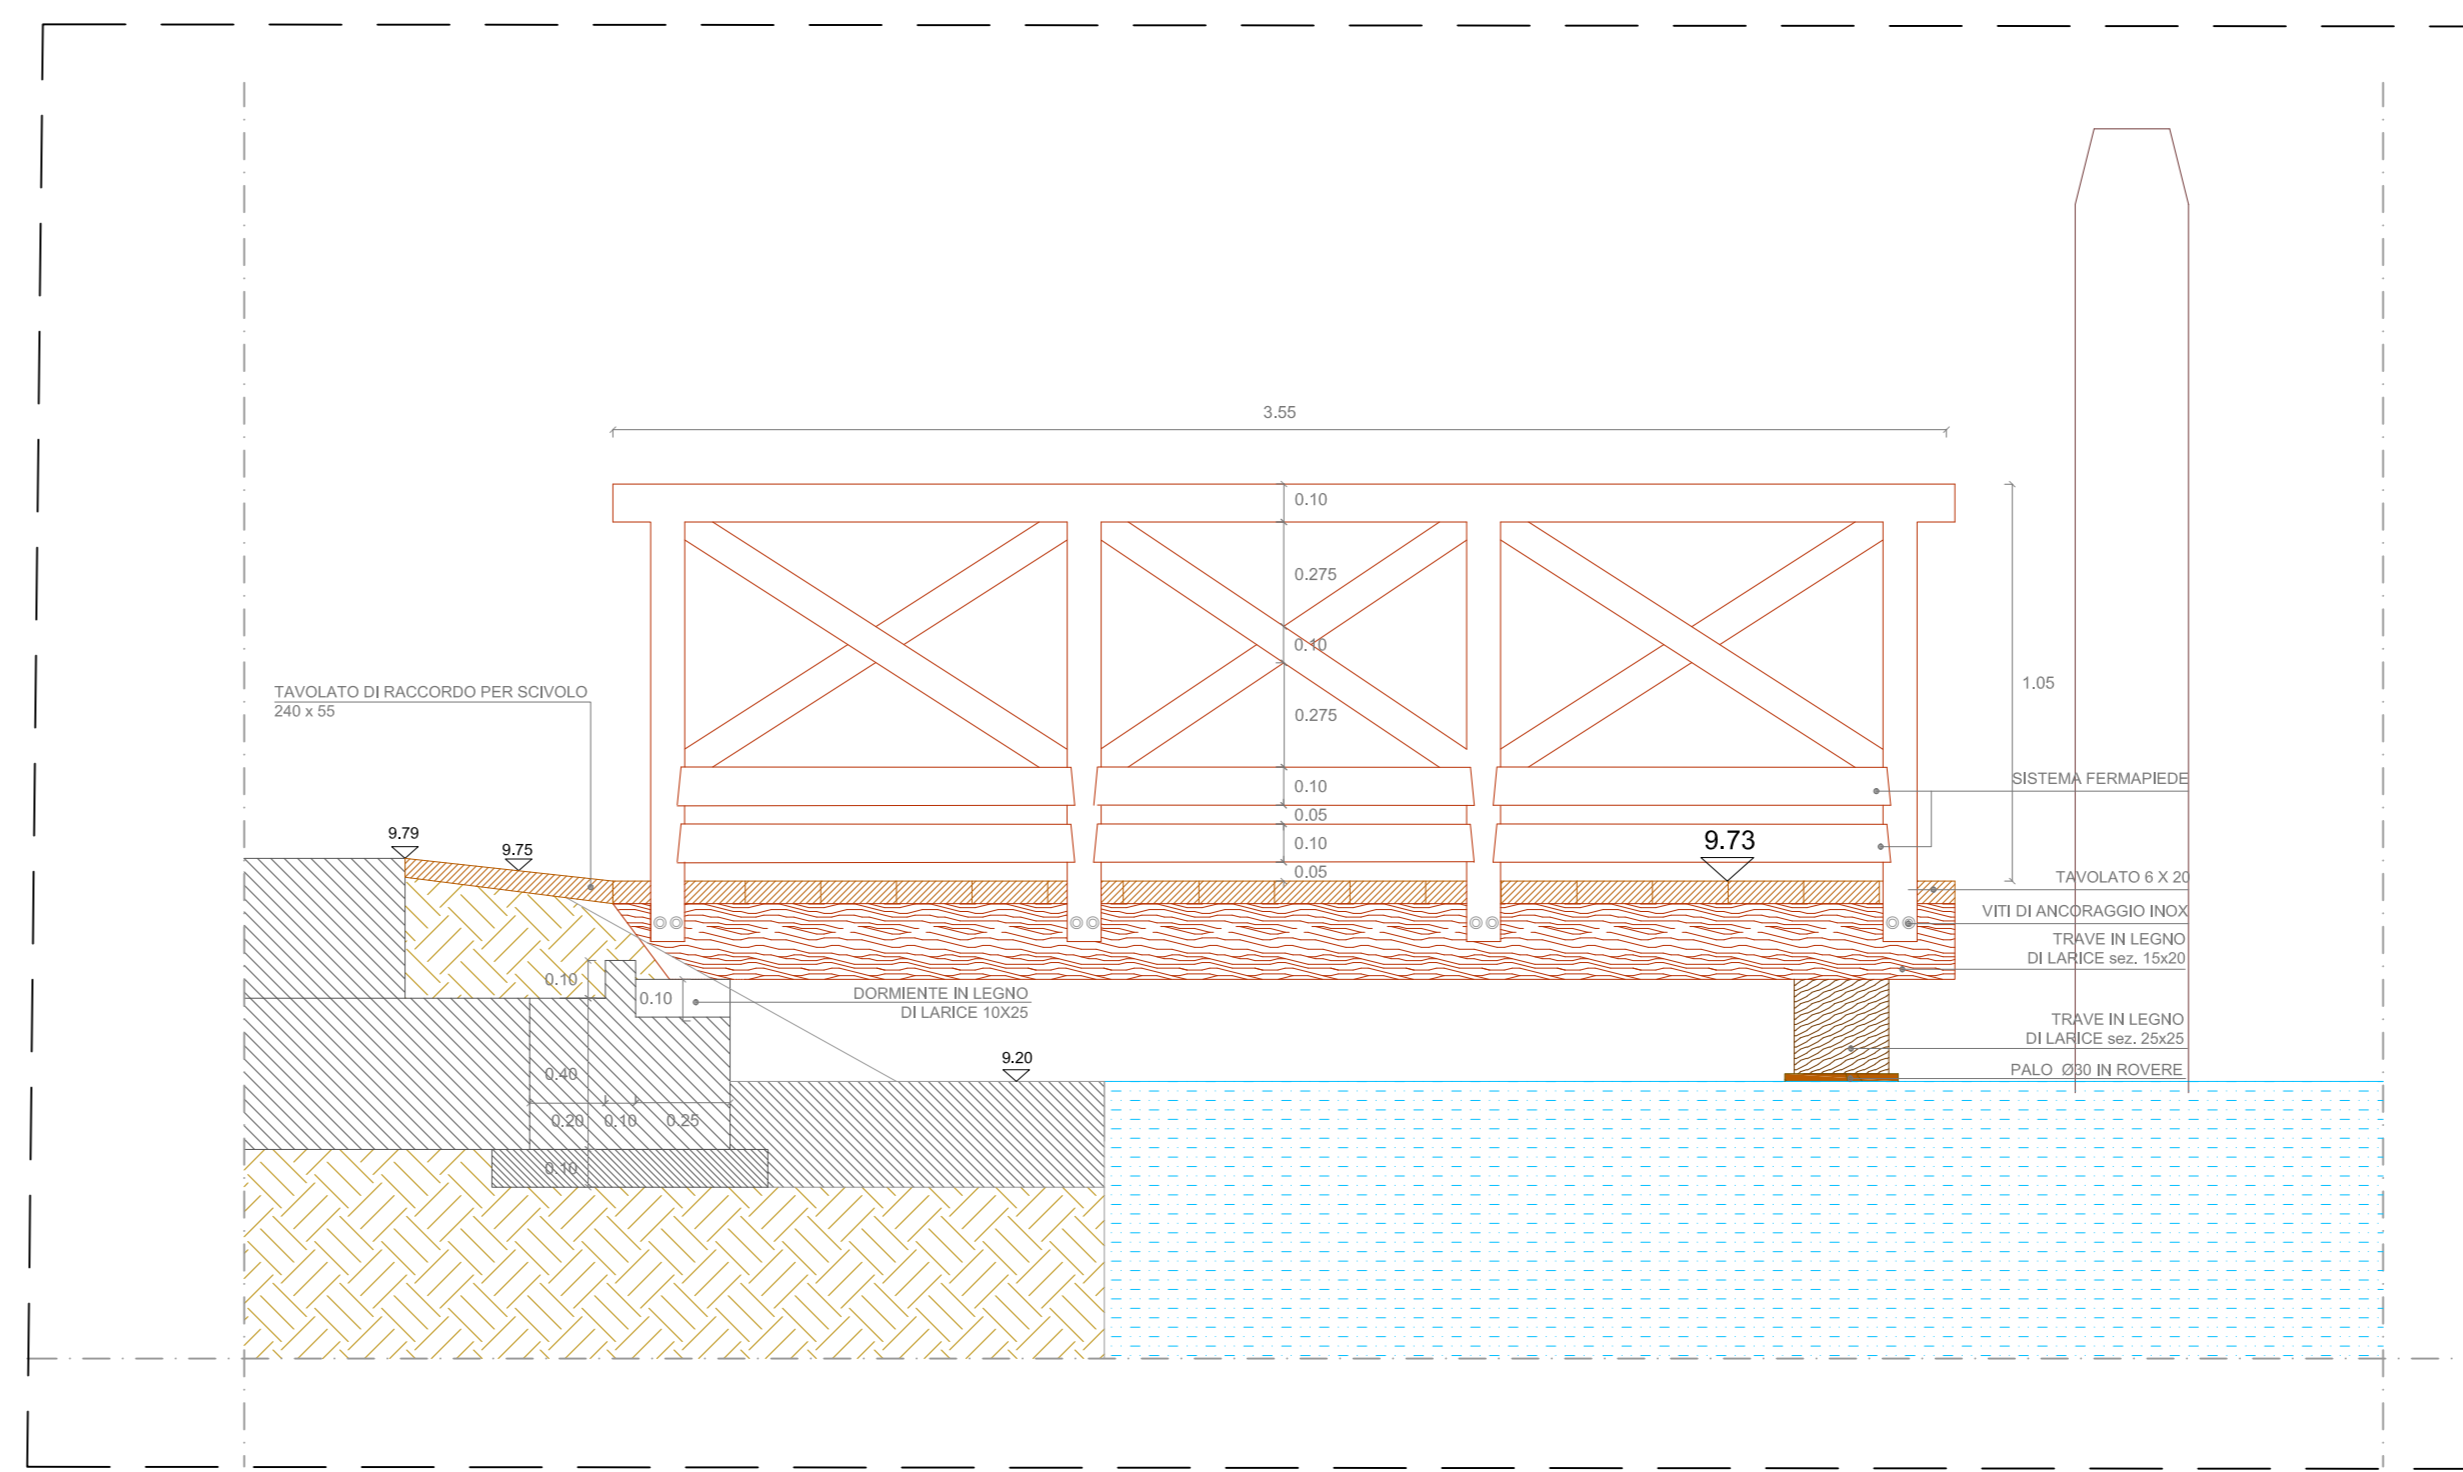 3.55
0.10
0.275
0.10
0.275
1.05
TAVOLATO DI RACCORDO PER SCIVOLO
240 x 55
0.10
0.05
0.10
0.05
SISTEMA FERMAPIEDE
9.79
9.75
9.73
TAVOLATO 6 X 20
VITI DI ANCORAGGIO INOX
TRAVE IN LEGNO
DI LARICE sez. 15x20
0.10
0.10
DORMIENTE IN LEGNO
DI LARICE 10X25
TRAVE IN LEGNO
DI LARICE sez. 25x25
9.20
PALO Ø30 IN ROVERE
0.40
0.20
0.10
0.25
0.10